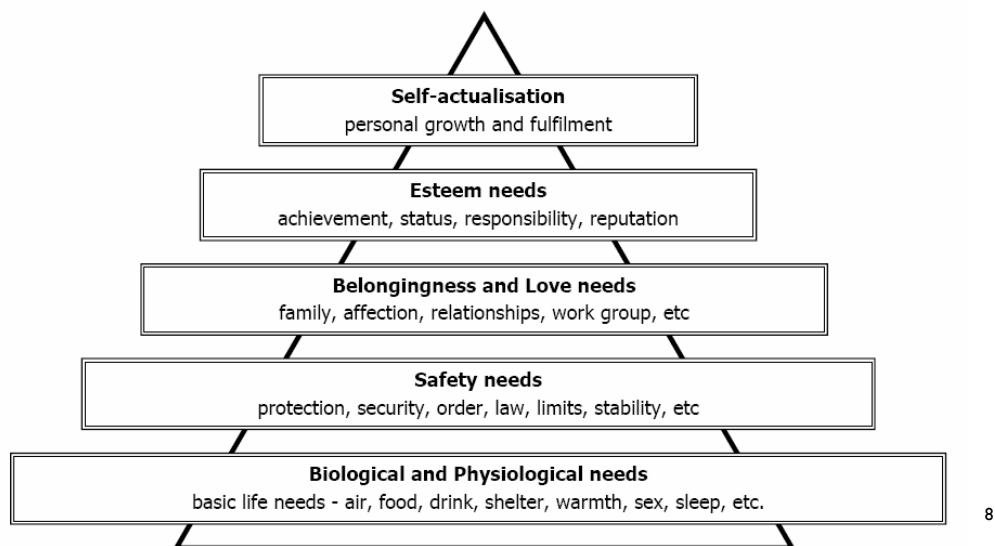 Self-actualisation
personal growth and fulfilment
Esteem needs
achievement, status, responsibility, reputation
Belongingness and Love needs
family, affection, relationships, work group, etc
Safety needs
protection, security, order, law, limits, stability, etc
Biological and Physiological needs
basic life needs - air, food, drink, shelter, warmth, sex, sleep, etc.
8